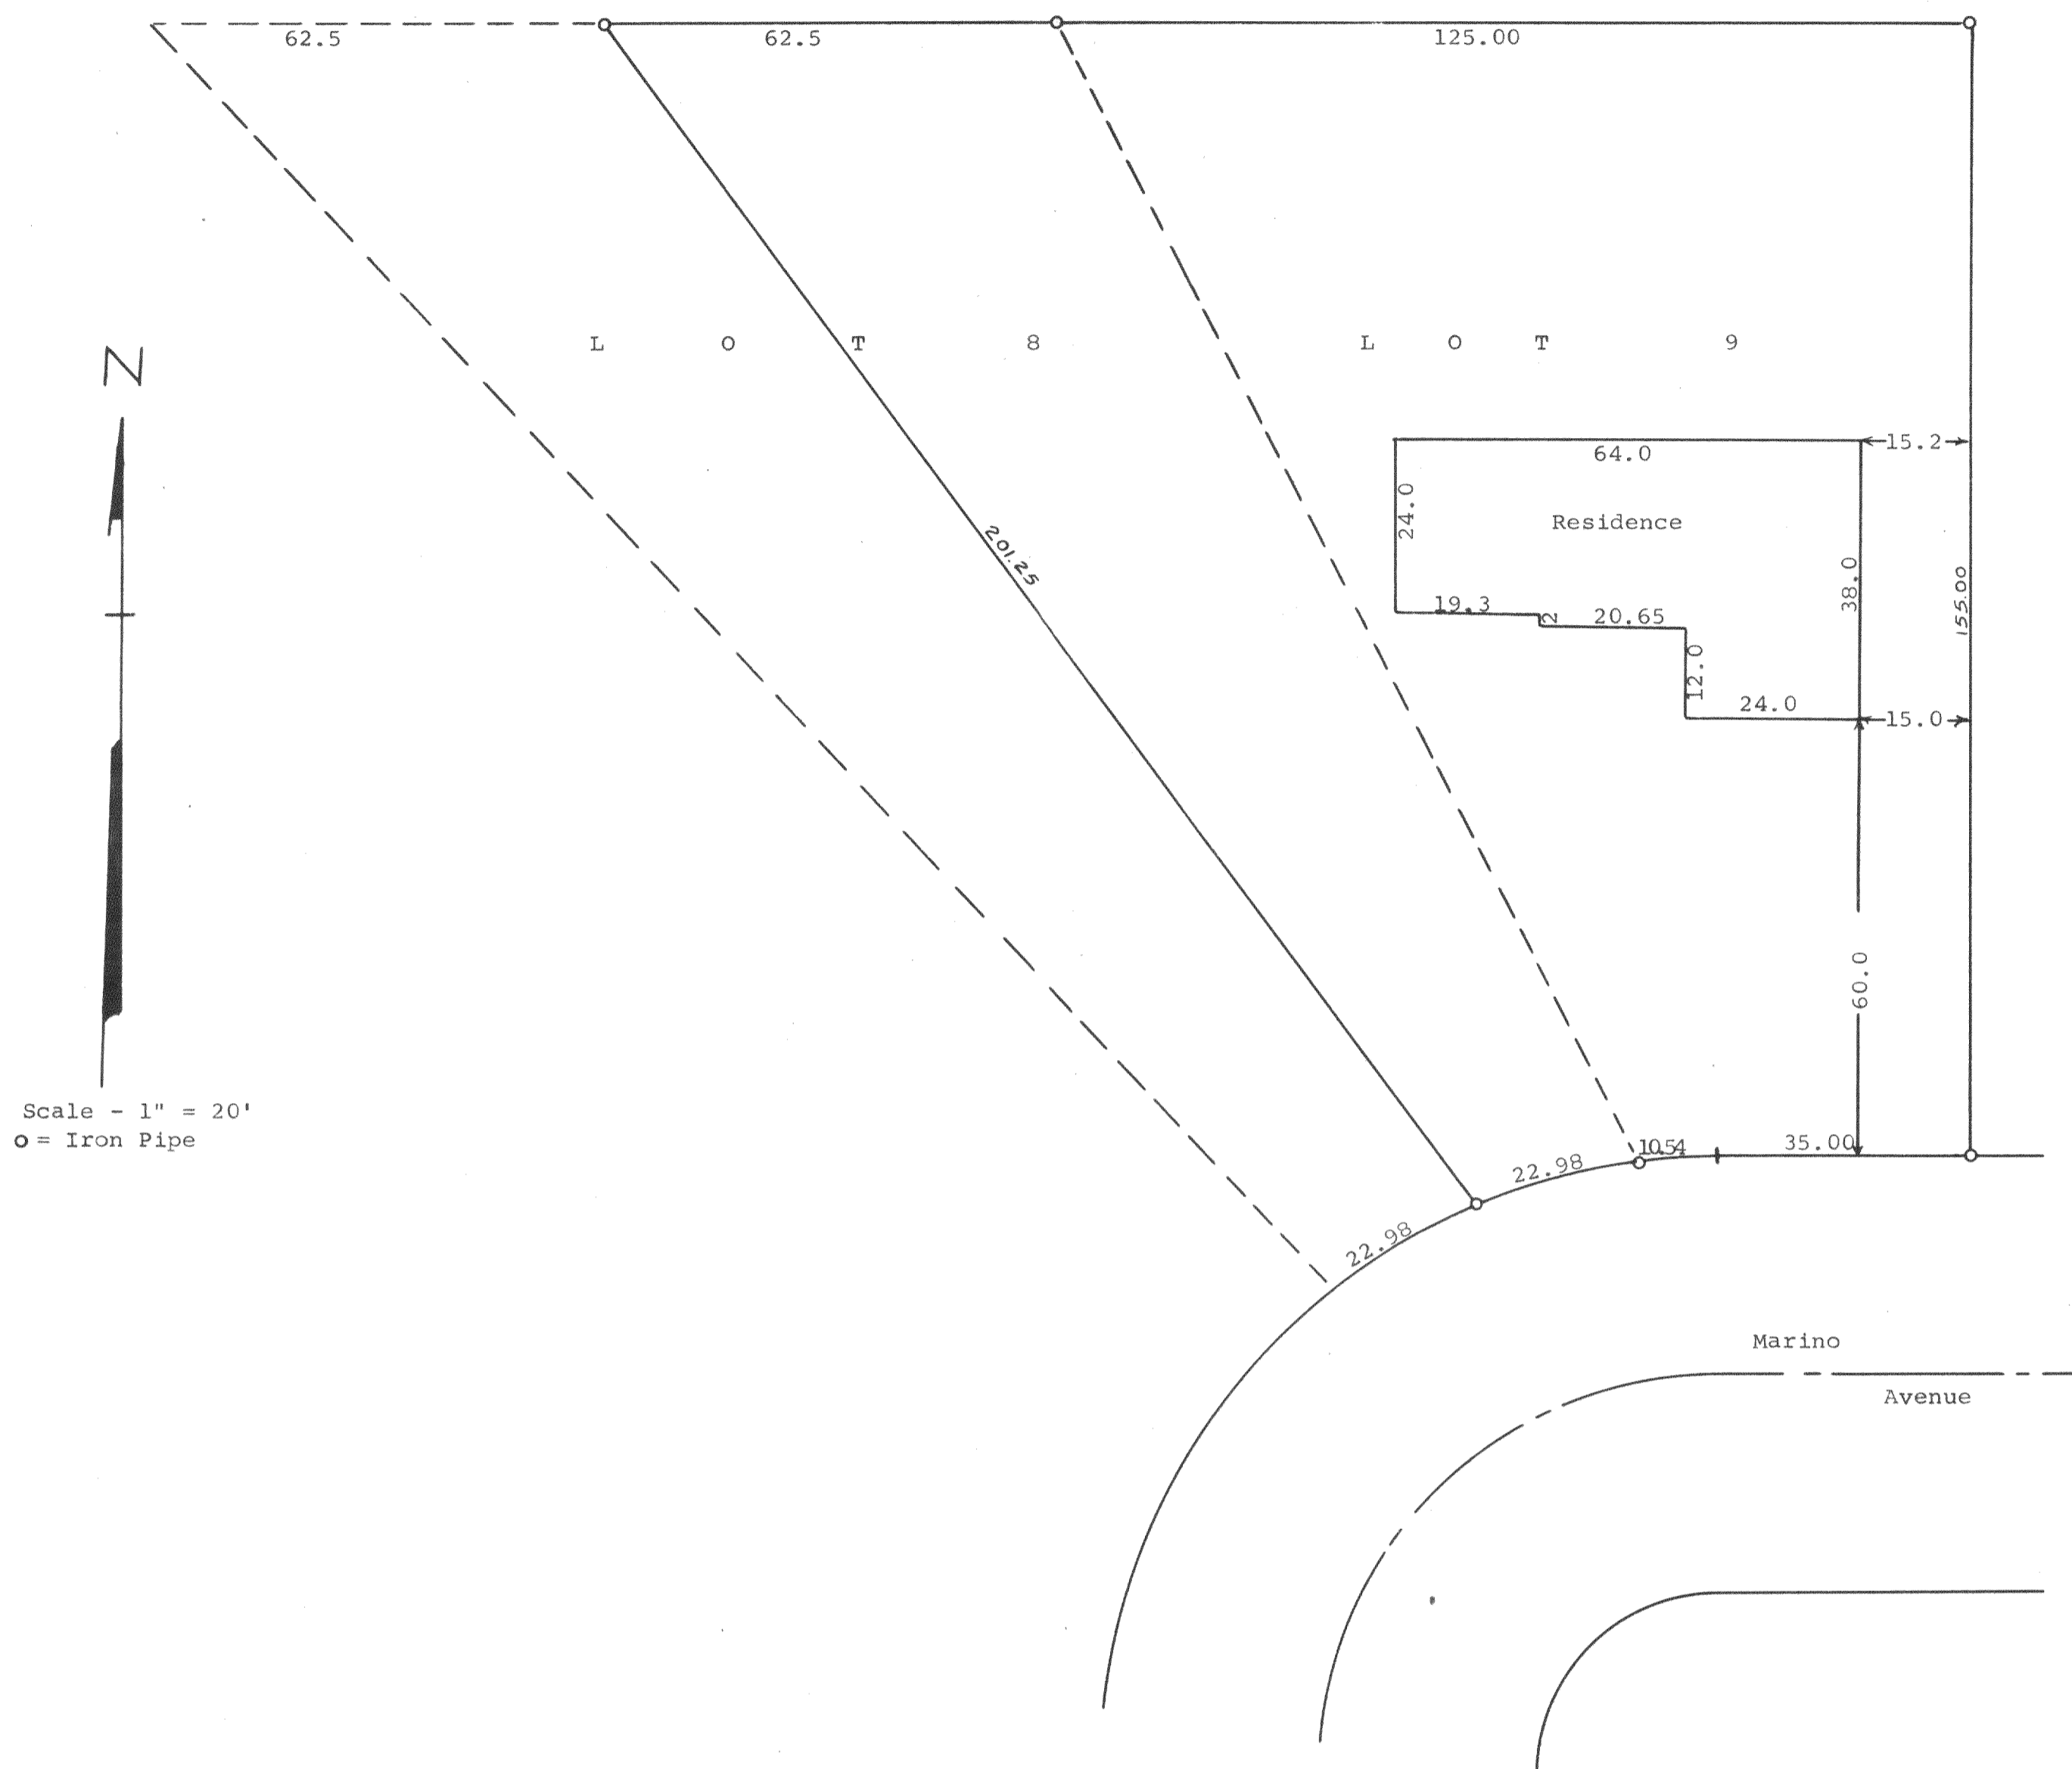 62.5
62.5
125.00
N
L O T 8
L O T 9
15.2
64.0
24.0
Residence
201.25
38.0
155.00
19.3
2
20.65
12.0
24.0
15.0
60.0
Scale - 1" = 20'
o = Iron Pipe
10.54
35.00
22.98
22.98
Marino
Avenue